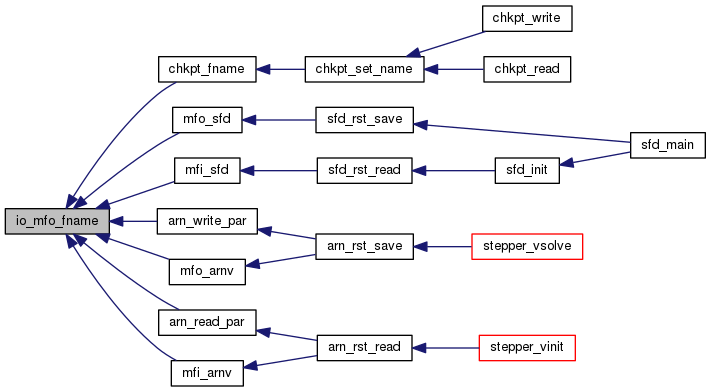 chkpt_write
chkpt_fname
chkpt_set_name
chkpt_read
mfo_sfd
sfd_rst_save
sfd_main
mfi_sfd
sfd_rst_read
sfd_init
io_mfo_fname
arn_write_par
arn_rst_save
stepper_vsolve
mfo_arnv
arn_read_par
arn_rst_read
stepper_vinit
mfi_arnv